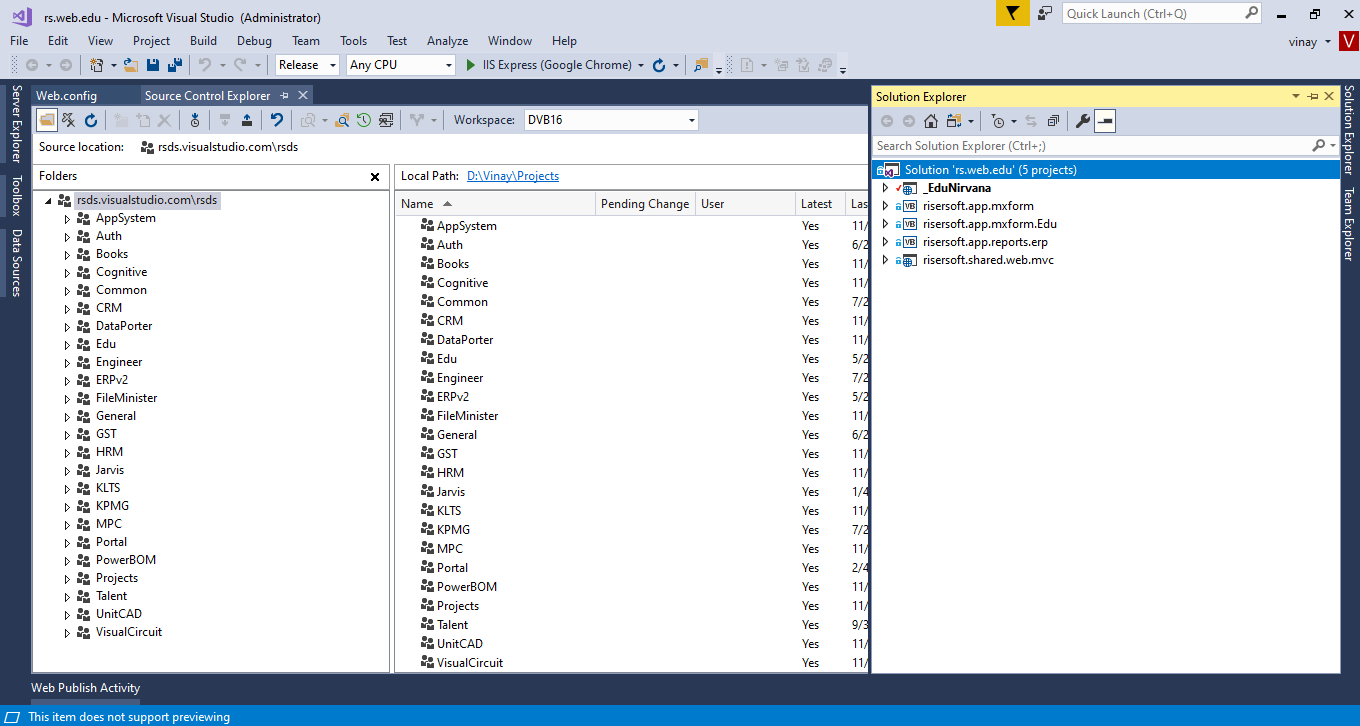 rs.web.edu - Microsoft Visual Studio (Administrator)
Quick Launch (Ctrl+Q)
File Edit View Project Build Debug Team Tools Test Analyze Window Help
vinay V
Release Any CPU IIS Express (Google Chrome)
Server Explorer
Toolbox
Data Sources
Web.config Source Control Explorer
Workspace: DVB16
Source location: rsds.visualstudio.com\rsds
Folders
rsds.visualstudio.com\rsds
AppSystem
Auth
Books
Cognitive
Common
CRM
DataPorter
Edu
Engineer
ERPv2
FileMinister
General
GST
HRM
Jarvis
KLTS
KPMG
MPC
Portal
PowerBOM
Projects
Talent
UnitCAD
VisualCircuit
Local Path: D:\Vinay\Projects
Name Pending Change User Latest Las
AppSystem Yes 11/
Auth Yes 6/2
Books Yes 11/
Cognitive Yes 11/
Common Yes 7/2
CRM Yes 11/
DataPorter Yes 11/
Edu Yes 5/2
Engineer Yes 7/2
ERPv2 Yes 5/2
FileMinister Yes 11/
General Yes 6/2
GST Yes 11/
HRM Yes 11/
Jarvis Yes 1/4
KLTS Yes 11/
KPMG Yes 7/2
MPC Yes 11/
Portal Yes 2/4
PowerBOM Yes 11/
Projects Yes 11/
Talent Yes 9/3
UnitCAD Yes 11/
VisualCircuit Yes 11/
Solution Explorer
Search Solution Explorer (Ctrl+;)
Solution 'rs.web.edu' (5 projects)
_EduNirvana
VB risersoft.app.mxform
VB risersoft.app.mxform.Edu
VB risersoft.app.reports.erp
risersoft.shared.web.mvc
Solution Explorer
Team Explorer
Web Publish Activity
This item does not support previewing